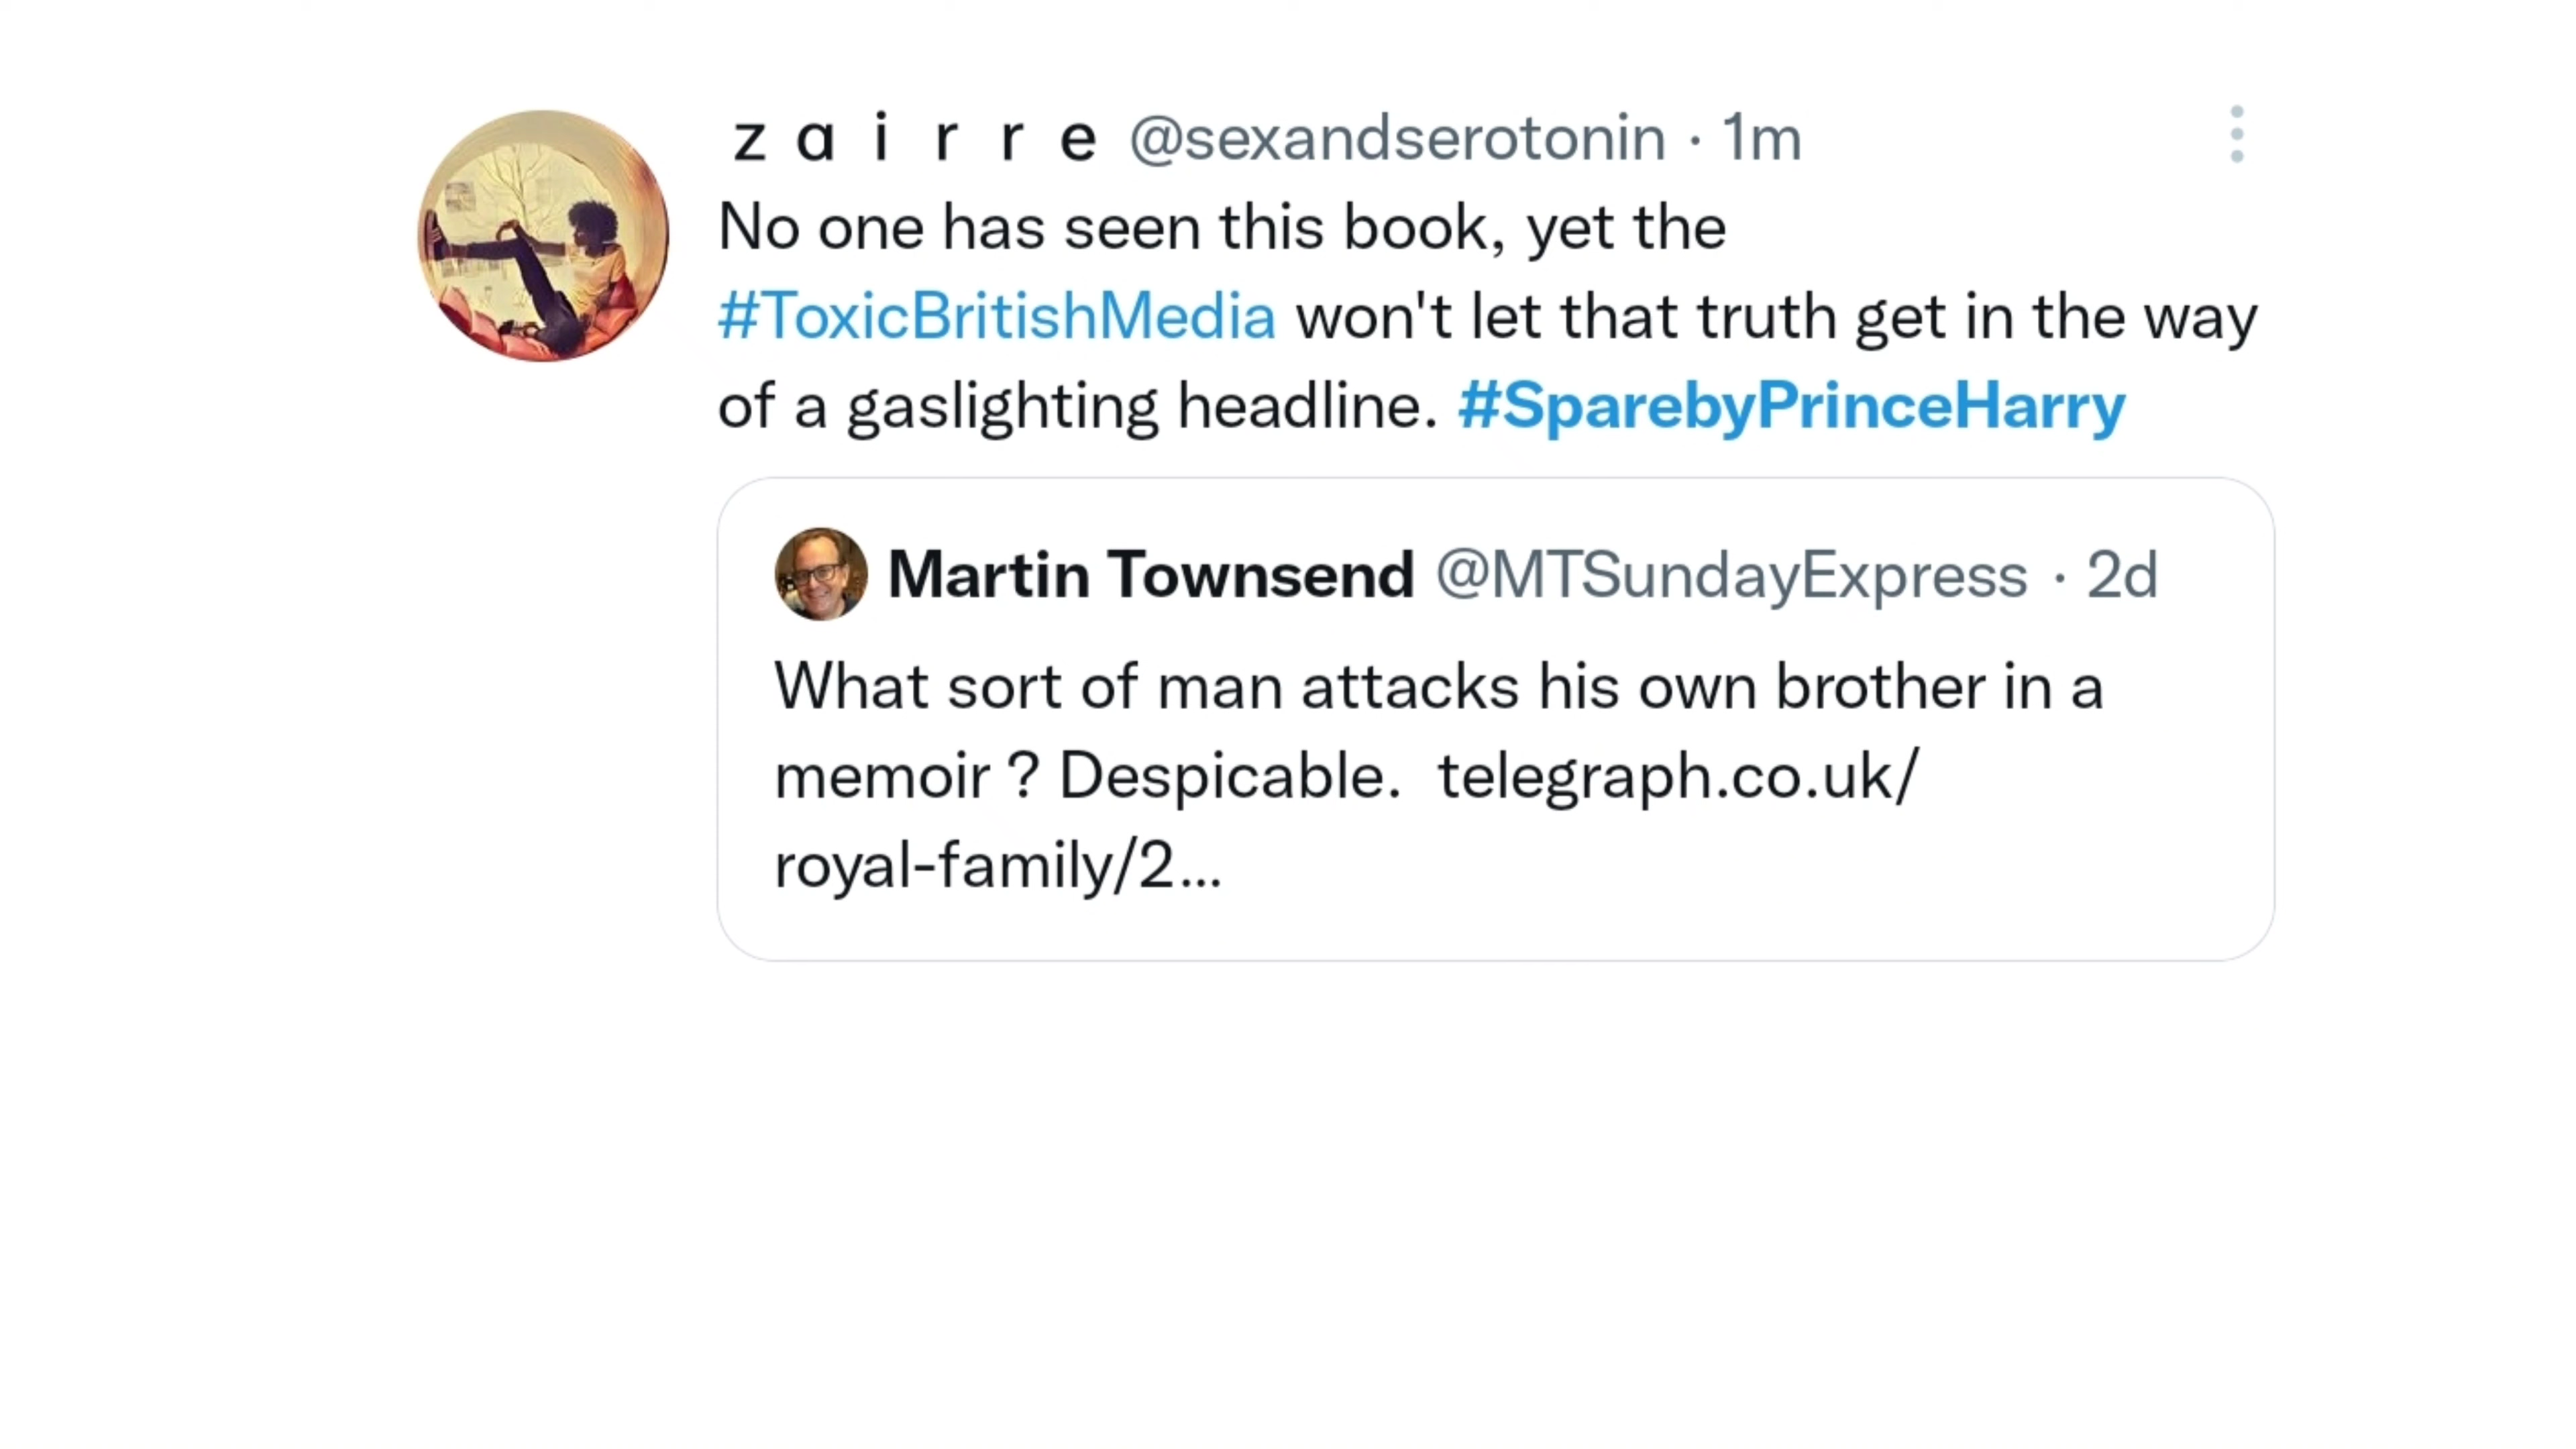 z a i r r e @sexandserotonin · 1m
No one has seen this book, yet the
#ToxicBritishMedia won't let that truth get in the way
of a gaslighting headline. #SparebyPrinceHarry
Martin Townsend @MTSundayExpress · 2d
What sort of man attacks his own brother in a
memoir ? Despicable.  telegraph.co.uk/
royal-family/2...